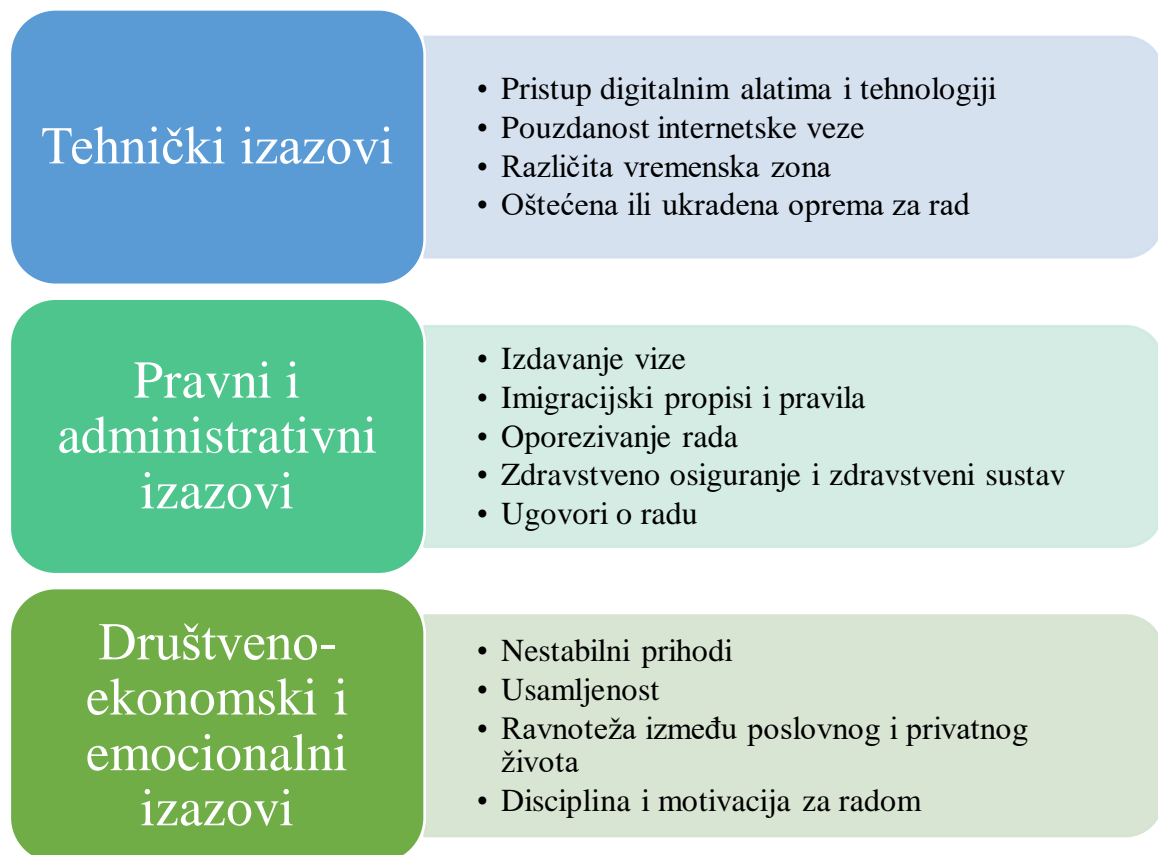 Tehnički izazovi
• Pristup digitalnim alatima i tehnologiji
• Pouzdanost internetske veze
• Različita vremenska zona
• Oštećena ili ukradena oprema za rad
Pravni i
administrativni
izazovi
• Izdavanje vize
• Imigracijski propisi i pravila
• Oporezivanje rada
• Zdravstveno osiguranje i zdravstveni sustav
• Ugovori o radu
Društveno-
ekonomski i
emocionalni
izazovi
• Nestabilni prihodi
• Usamljenost
• Ravnoteža između poslovnog i privatnog
života
• Disciplina i motivacija za radom